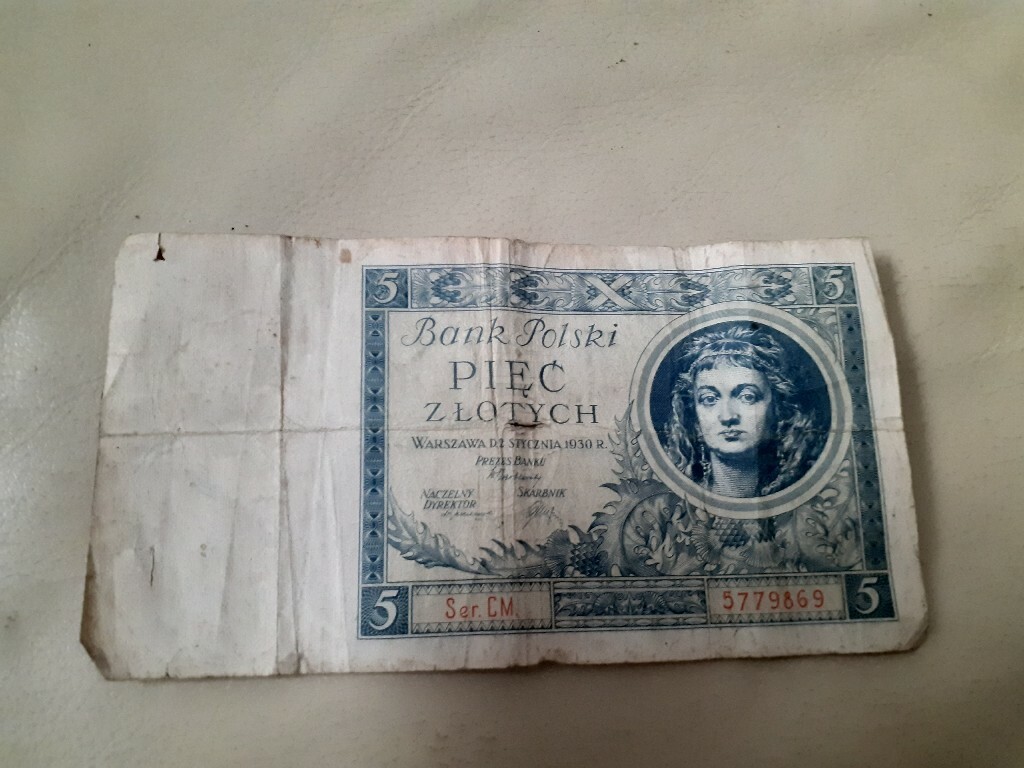 5 5
Bank Polski
PIĘĆ
ZŁOTYCH
WARSZAWA D. 2 STYCZNIA 1930 R.
PREZES BANKU
NACZELNY DYREKTOR
SKARBNIK
5 Ser. CM. 5779869 5